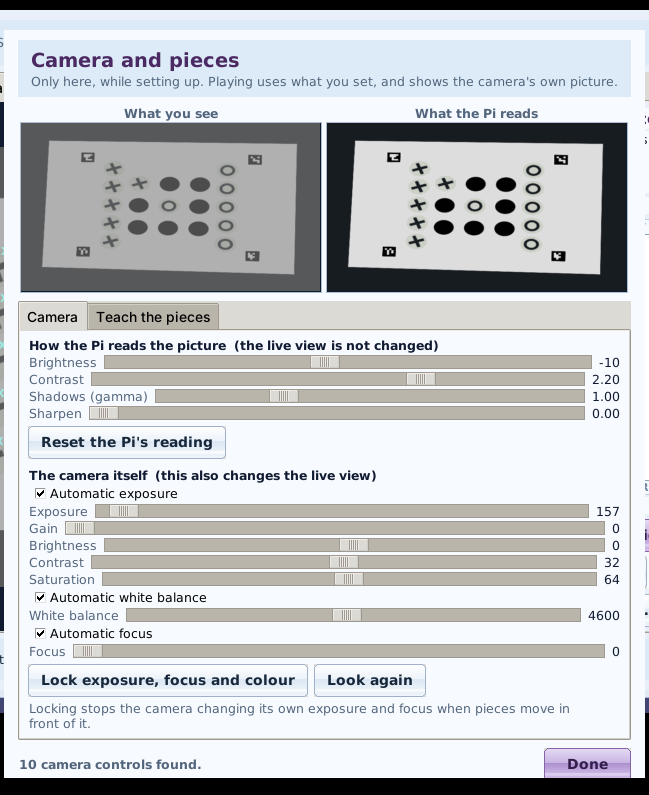 Camera and pieces
Only here, while setting up. Playing uses what you set, and shows the camera's own picture.
What you see
What the Pi reads
Camera
Teach the pieces
How the Pi reads the picture (the live view is not changed)
Brightness -10
Contrast 2.20
Shadows (gamma) 1.00
Sharpen 0.00
Reset the Pi's reading
The camera itself (this also changes the live view)
Automatic exposure
Exposure 157
Gain 0
Brightness 0
Contrast 32
Saturation 64
Automatic white balance
White balance 4600
Automatic focus
Focus 0
Lock exposure, focus and colour
Look again
Locking stops the camera changing its own exposure and focus when pieces move in
front of it.
10 camera controls found.
Done